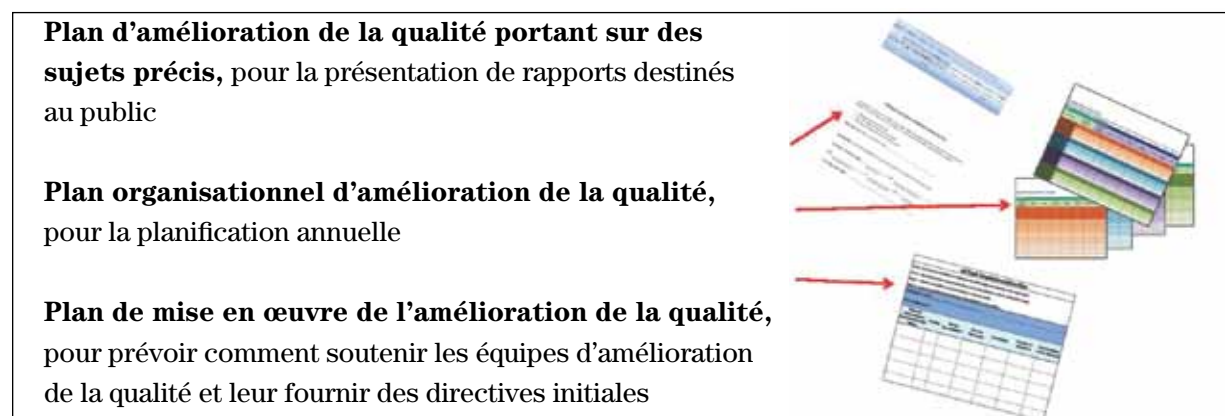 Plan d’amélioration de la qualité portant sur des
sujets précis, pour la présentation de rapports destinés
au public
Plan organisationnel d’amélioration de la qualité,
pour la planification annuelle
Plan de mise en œuvre de l’amélioration de la qualité,
pour prévoir comment soutenir les équipes d’amélioration
de la qualité et leur fournir des directives initiales